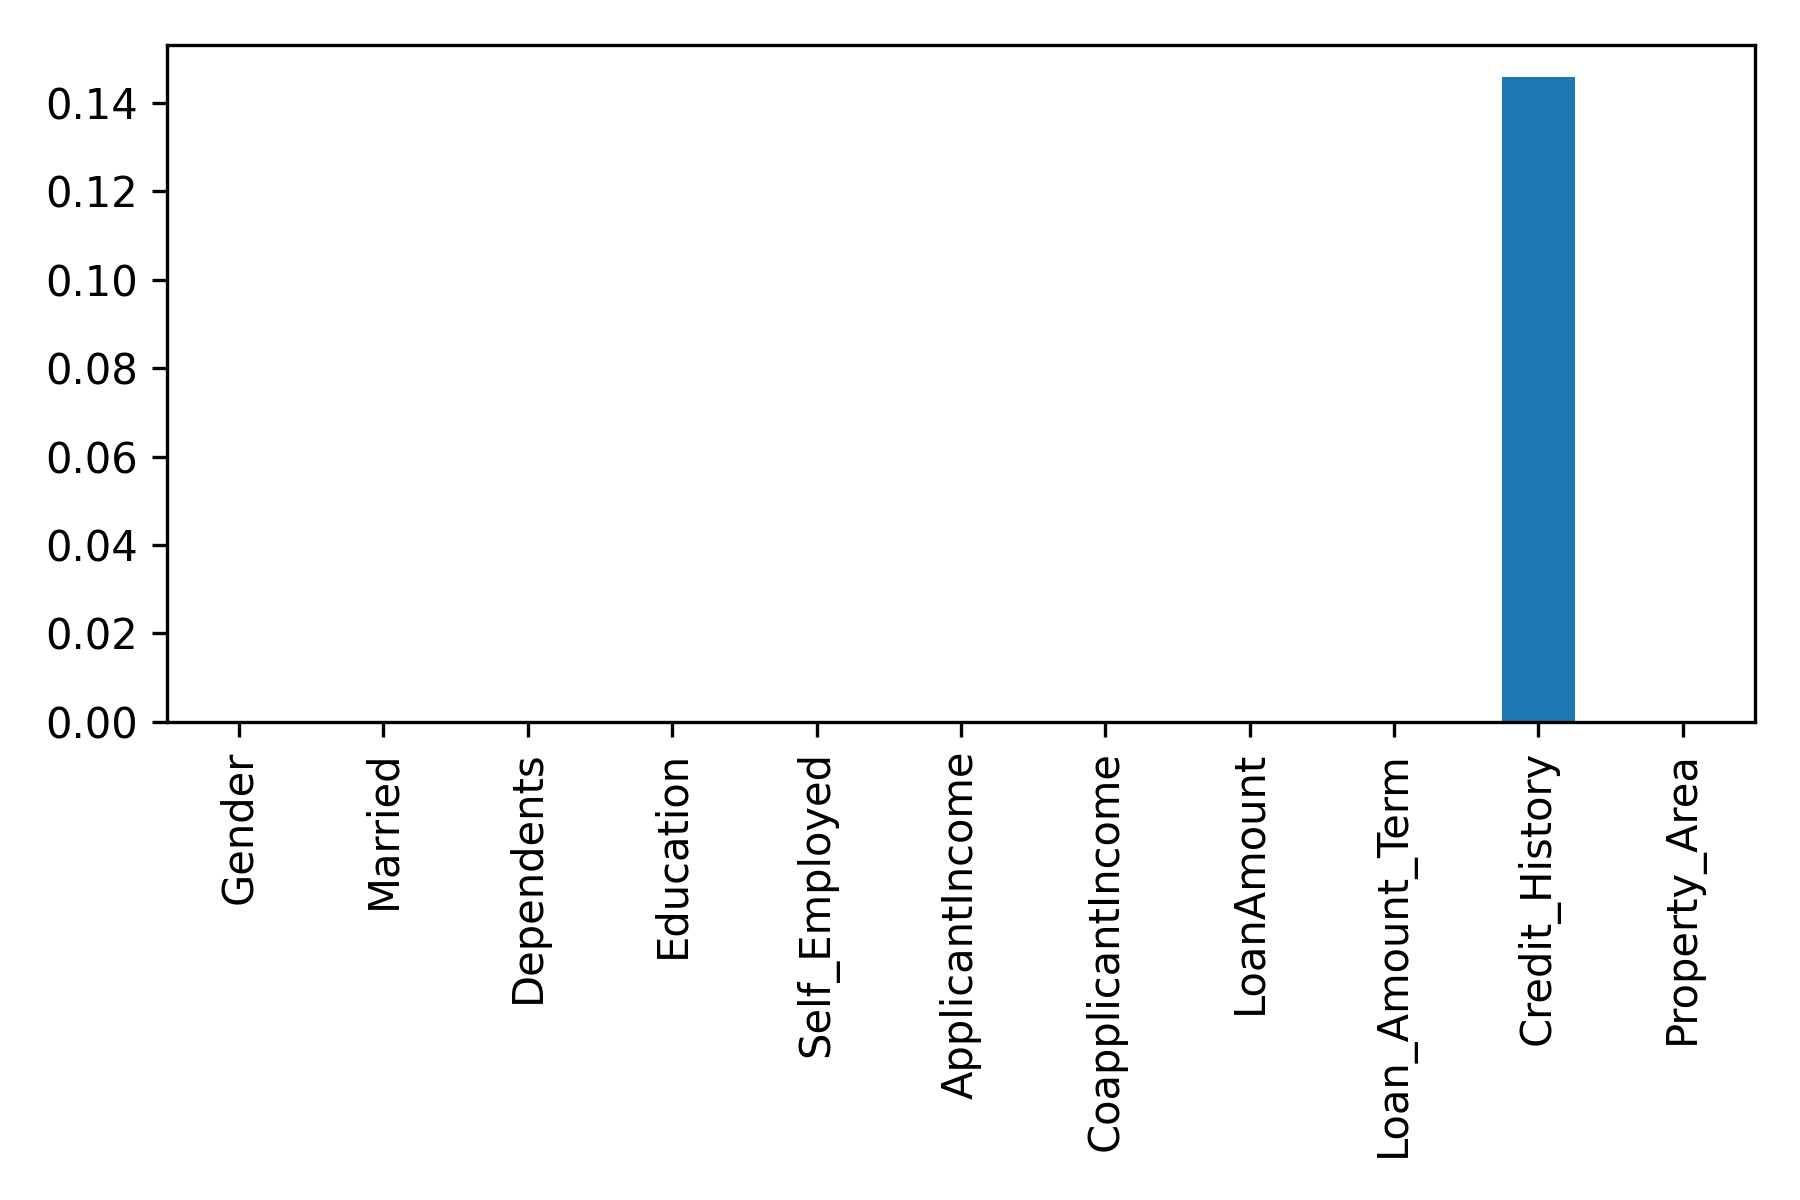 0.14
0.12
0.10
0.08
0.06
0.04
0.02
0.00
Gender
Married
Dependents
Education
Self_Employed
ApplicantIncome
CoapplicantIncome
LoanAmount
Loan_Amount_Term
Credit_History
Property_Area